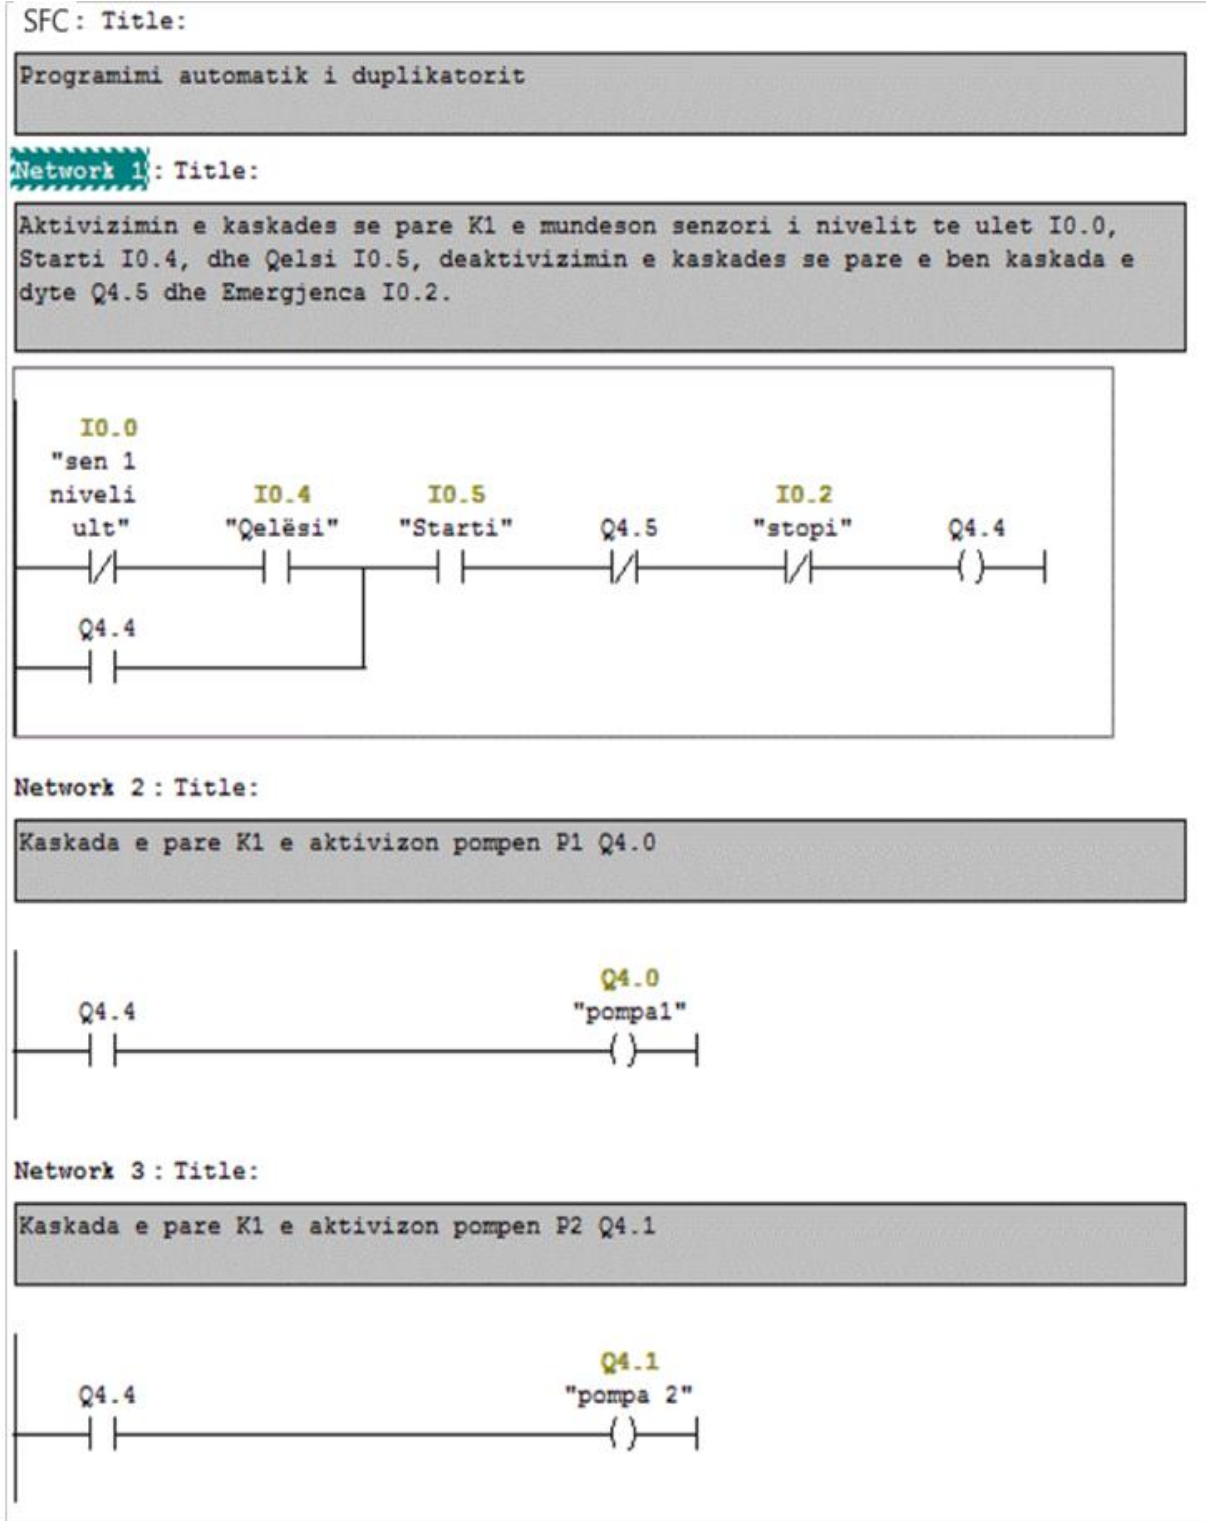 SFC : Title:
Programimi automatik i duplikatorit
Network 1: Title:
Aktivizimin e kaskades se pare K1 e mundeson senzori i nivelit te ulet I0.0,
Starti I0.4, dhe Qelsi I0.5, deaktivizimin e kaskades se pare e ben kaskada e
dyte Q4.5 dhe Emergjenca I0.2.
I0.0
"sen 1
niveli I0.4 I0.5 I0.2
ult" "Qelësi" "Starti" Q4.5 "stopi" Q4.4
Q4.4
Network 2 : Title:
Kaskada e pare K1 e aktivizon pompen P1 Q4.0
Q4.0
Q4.4 "pompa1"
Network 3 : Title:
Kaskada e pare K1 e aktivizon pompen P2 Q4.1
Q4.1
Q4.4 "pompa 2"